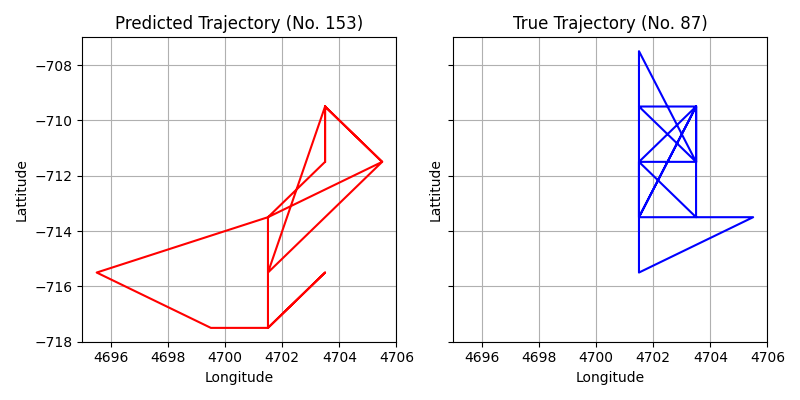 Predicted Trajectory (No. 153)
True Trajectory (No. 87)
−708
−710
−712
−714
−716
−718
Lattitude
Lattitude
4696 4698 4700 4702 4704 4706
4696 4698 4700 4702 4704 4706
Longitude
Longitude